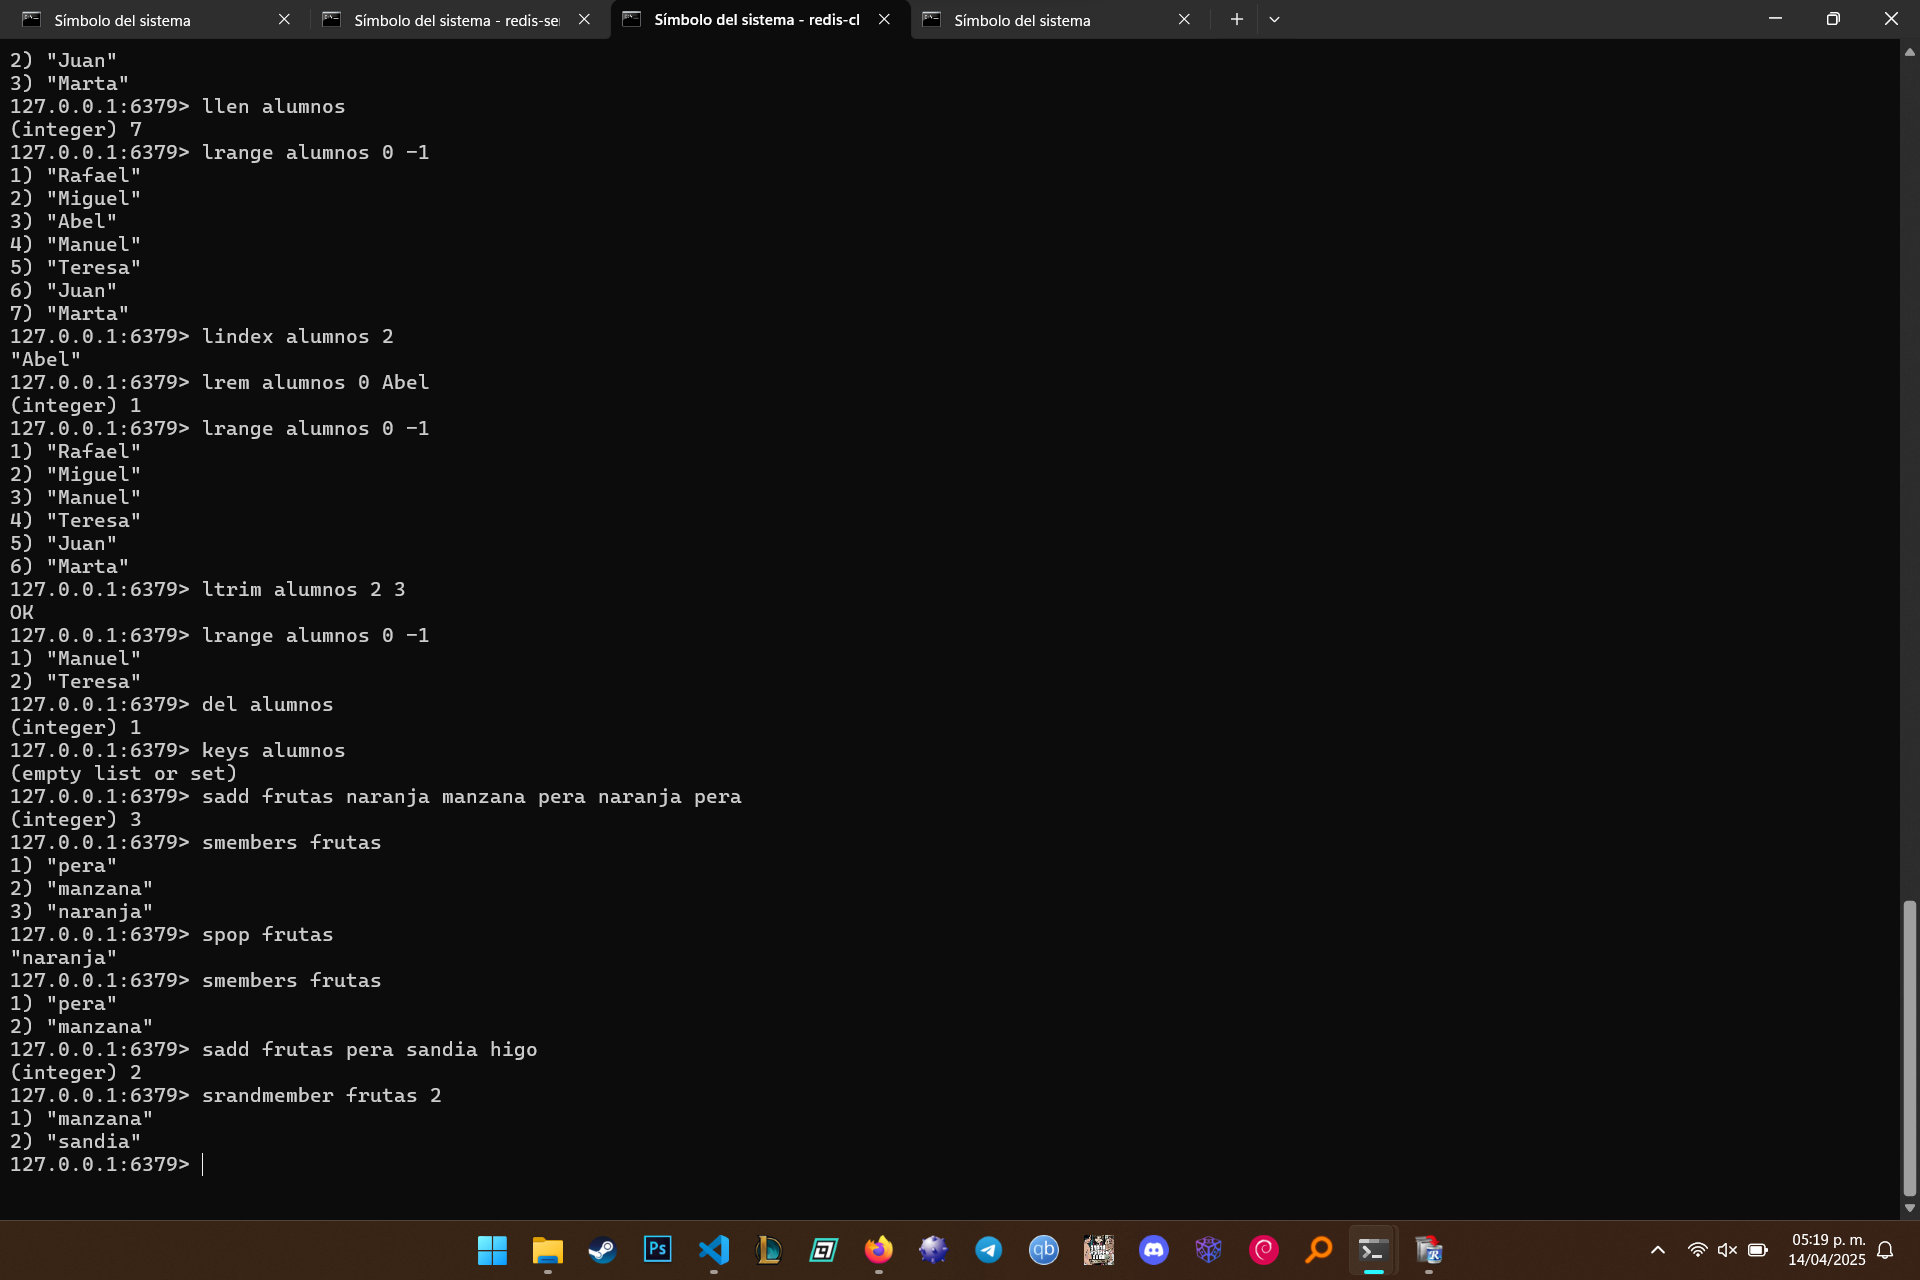 Símbolo del sistema
Símbolo del sistema - redis-se
Símbolo del sistema - redis-cl
Símbolo del sistema
2) "Juan"
3) "Marta"
127.0.0.1:6379> llen alumnos
(integer) 7
127.0.0.1:6379> lrange alumnos 0 -1
1) "Rafael"
2) "Miguel"
3) "Abel"
4) "Manuel"
5) "Teresa"
6) "Juan"
7) "Marta"
127.0.0.1:6379> lindex alumnos 2
"Abel"
127.0.0.1:6379> lrem alumnos 0 Abel
(integer) 1
127.0.0.1:6379> lrange alumnos 0 -1
1) "Rafael"
2) "Miguel"
3) "Manuel"
4) "Teresa"
5) "Juan"
6) "Marta"
127.0.0.1:6379> ltrim alumnos 2 3
OK
127.0.0.1:6379> lrange alumnos 0 -1
1) "Manuel"
2) "Teresa"
127.0.0.1:6379> del alumnos
(integer) 1
127.0.0.1:6379> keys alumnos
(empty list or set)
127.0.0.1:6379> sadd frutas naranja manzana pera naranja pera
(integer) 3
127.0.0.1:6379> smembers frutas
1) "pera"
2) "manzana"
3) "naranja"
127.0.0.1:6379> spop frutas
"naranja"
127.0.0.1:6379> smembers frutas
1) "pera"
2) "manzana"
127.0.0.1:6379> sadd frutas pera sandia higo
(integer) 2
127.0.0.1:6379> srandmember frutas 2
1) "manzana"
2) "sandia"
127.0.0.1:6379>
Ps
qb
R
05:19 p. m.
14/04/2025